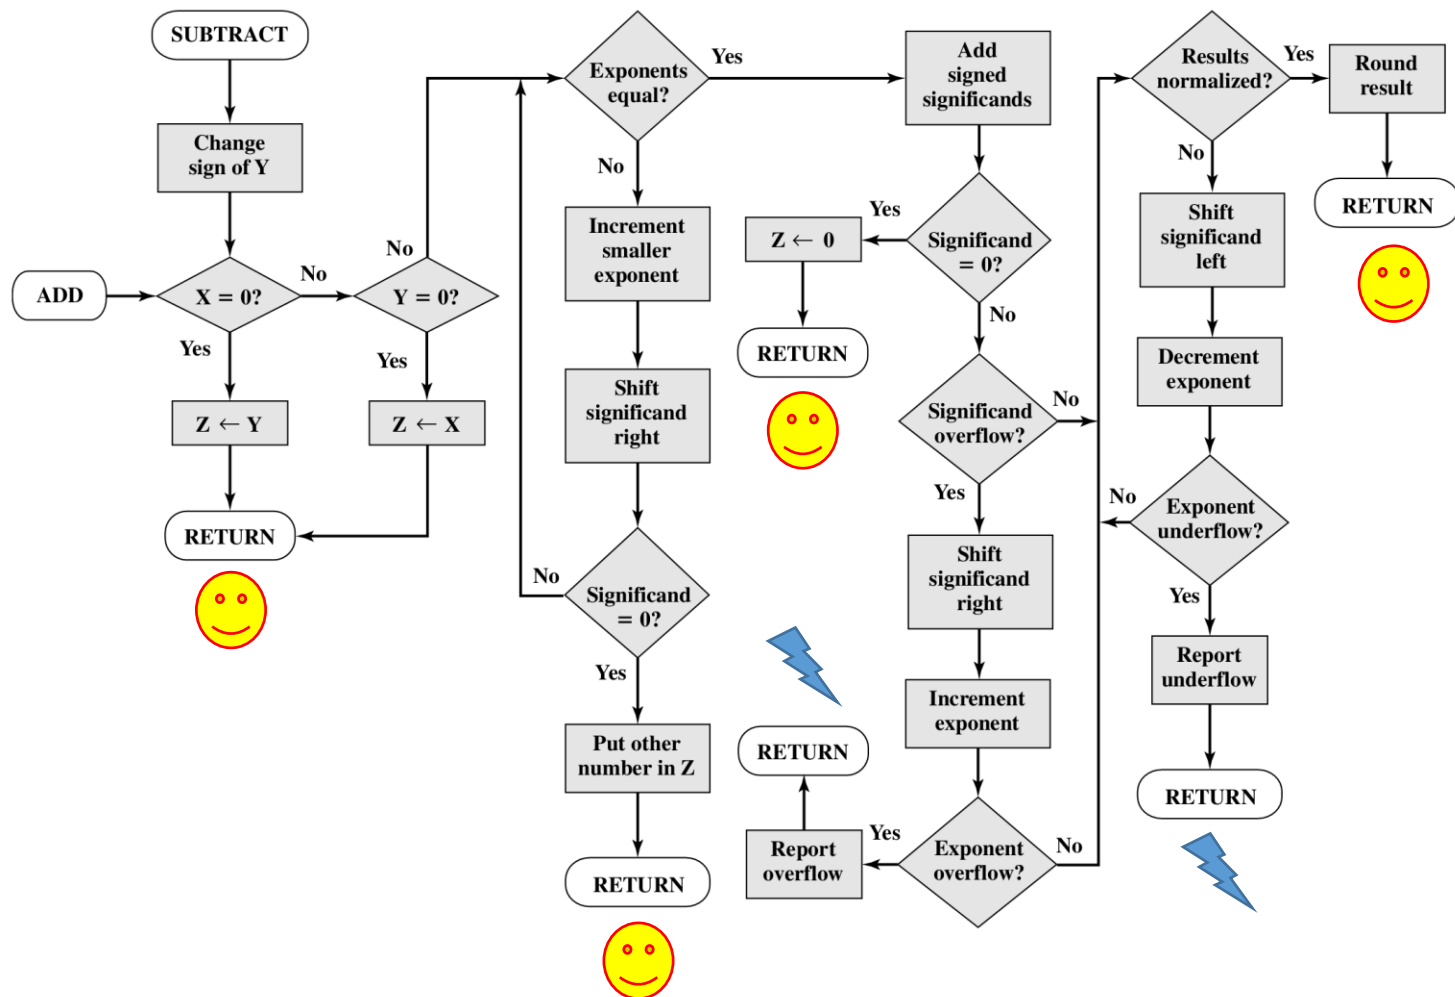 SUBTRACT
Change
sign of Y
ADD
X = 0?
No
Yes
Z ← Y
RETURN
Y = 0?
No
Yes
Z ← X
Exponents
equal?
Yes
No
Increment
smaller
exponent
Shift
significand
right
Significand
= 0?
No
Yes
Put other
number in Z
RETURN
Add
signed
significands
Significand
= 0?
Yes
Z ← 0
RETURN
No
Significand
overflow?
No
Yes
Shift
significand
right
Increment
exponent
Exponent
overflow?
Yes
Report
overflow
RETURN
No
Results
normalized?
Yes
Round
result
RETURN
No
Shift
significand
left
Decrement
exponent
Exponent
underflow?
No
Yes
Report
underflow
RETURN